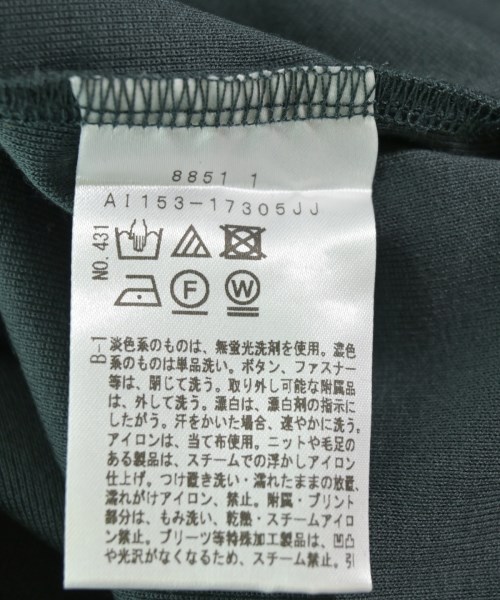 8851 1
AI153-17305JJ
NO.431
F
W
B-1
淡色系のものは、無蛍光洗剤を使用。濃色
系のものは単品洗い。ボタン、ファスナー
等は、閉じて洗う。取り外し可能な附属品
は、外して洗う。漂白は、漂白剤の指示に
したがう。汗をかいた場合、速やかに洗う。
アイロンは、当て布使用。ニットや毛足の
ある製品は、スチームでの浮かしアイロン
仕上げ。つけ置き洗い・濡れたままの放置、
濡れがけアイロン、禁止。附属・プリント
部分は、もみ洗い、乾熱・スチームアイロ
ン禁止。プリーツ等特殊加工製品は、凹凸
や光沢がなくなるため、スチーム禁止。引